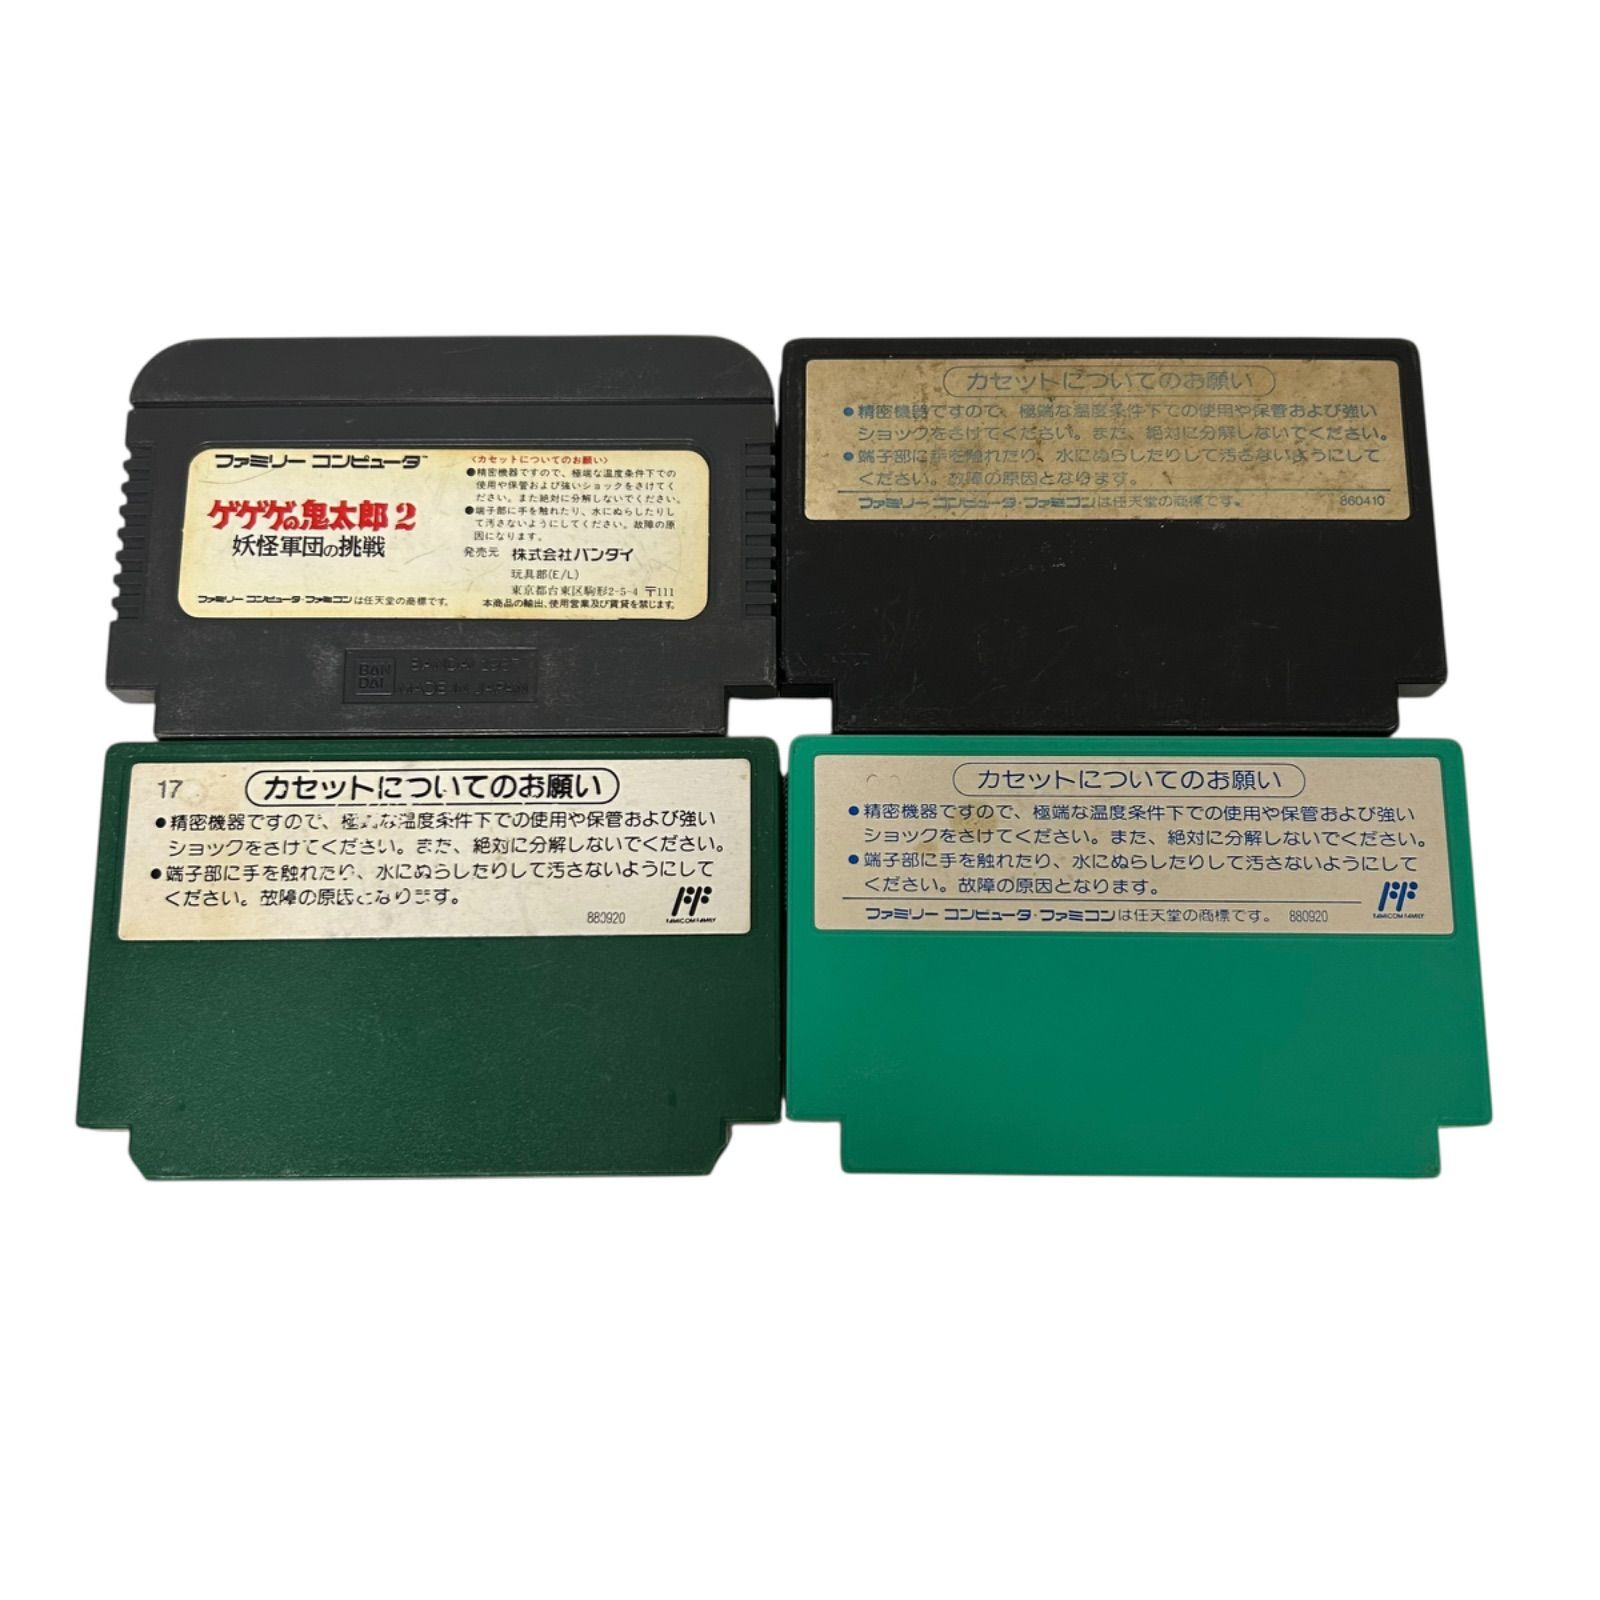 ファミリー コンピュータ™
ゲゲゲの鬼太郎2
妖怪軍団の挑戦
〈カセットについてのお願い〉
●精密機器ですので、極端な温度条件下での
使用や保管および強いショックをさけてく
ださい。また絶対に分解しないでください。
●端子部に手を触れたり、水にぬらしたりし
て汚さないようにしてください。故障の原
因になります。
発売元 株式会社バンダイ
玩具部(E/L)
東京都台東区駒形2-5-4 〒111
ファミリー コンピュータ・ファミコンは任天堂の商標です。
本商品の輸出、使用営業及び賃貸を禁じます。
BAN
DAI
BANDAI 1987
MADE IN JAPAN
カセットについてのお願い
●精密機器ですので、極端な温度条件下での使用や保管および強い
ショックをさけてください。また、絶対に分解しないでください。
●端子部に手を触れたり、水にぬらしたりして汚さないようにして
ください。故障の原因となります。
ファミリー コンピュータ・ファミコンは任天堂の商標です。 860410
17 カセットについてのお願い
●精密機器ですので、極端な温度条件下での使用や保管および強い
ショックをさけてください。また、絶対に分解しないでください。
●端子部に手を触れたり、水にぬらしたりして汚さないようにして
ください。故障の原因となります。
880920
FF
FAMICOM FAMILY
カセットについてのお願い
●精密機器ですので、極端な温度条件下での使用や保管および強い
ショックをさけてください。また、絶対に分解しないでください。
●端子部に手を触れたり、水にぬらしたりして汚さないようにして
ください。故障の原因となります。
ファミリー コンピュータ・ファミコンは任天堂の商標です。 880920
FF
FAMICOM FAMILY